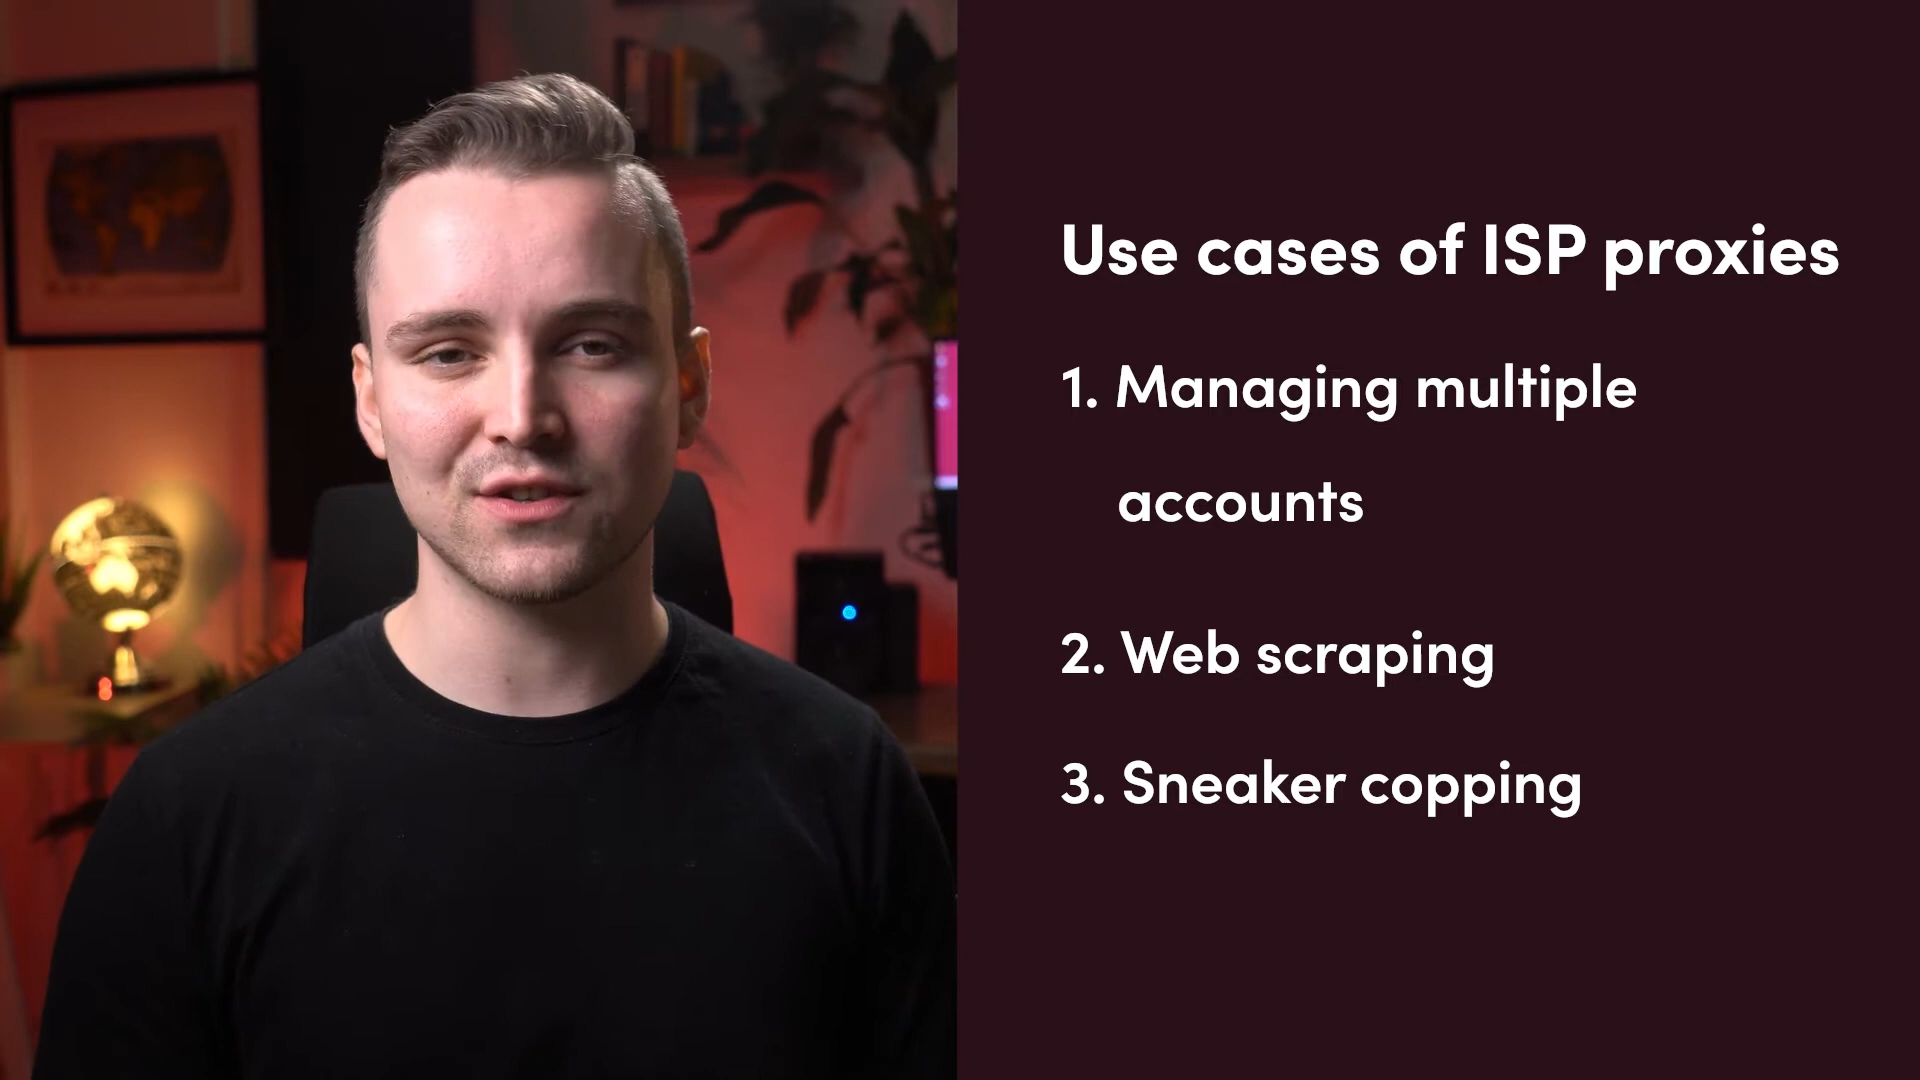 Use cases of ISP proxies
1. Managing multiple
accounts
2. Web scraping
3. Sneaker copping